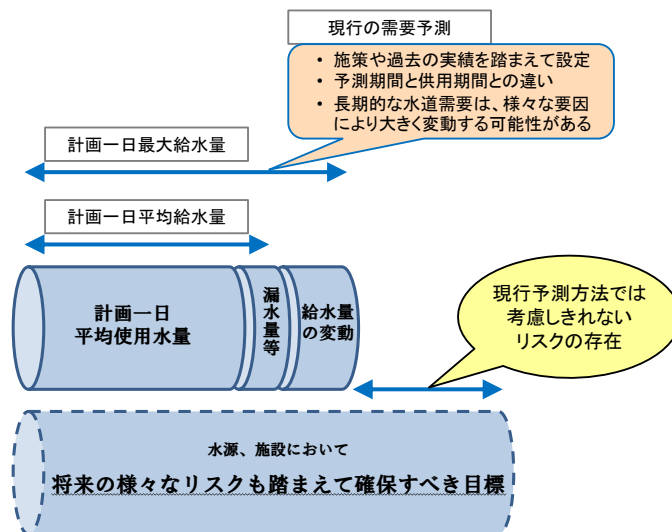 現行の需要予測
• 施策や過去の実績を踏まえて設定
• 予測期間と供用期間との違い
• 長期的な水道需要は、様々な要因
により大きく変動する可能性がある
計画一日最大給水量
計画一日平均給水量
計画一日
平均使用水量
漏水量等
給水量
の変動
現行予測方法では
考慮しきれない
リスクの存在
水源、施設において
将来の様々なリスクも踏まえて確保すべき目標